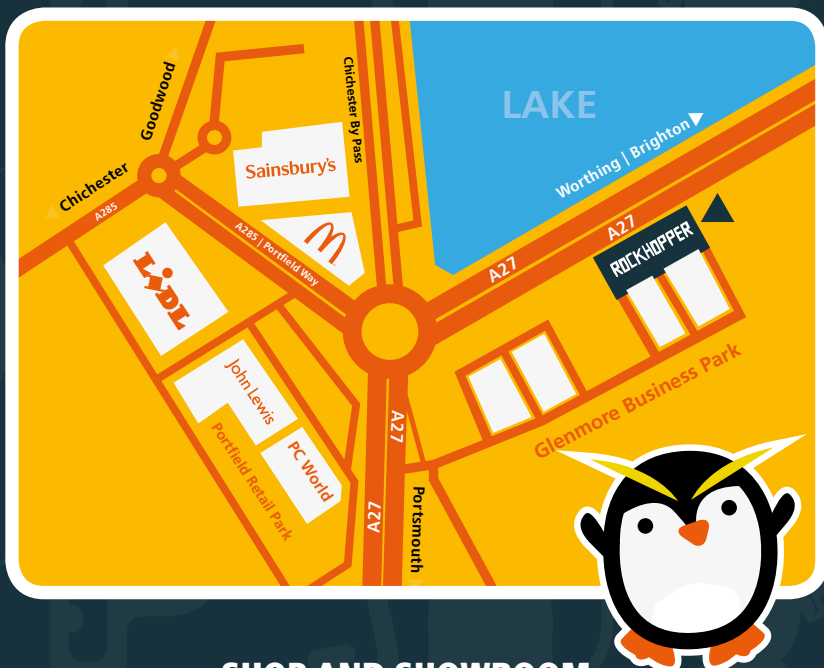 Goodwood
Chichester By Pass
LAKE
Worthing | Brighton
Sainsbury's
Chichester
A285
A285 | Portfield Way
A27
A27
ROCKHOPPER
LiDL
John Lewis
PC World
Portfield Retail Park
Glenmore Business Park
A27
A27
Portsmouth
SHOP AND SHOWROOM